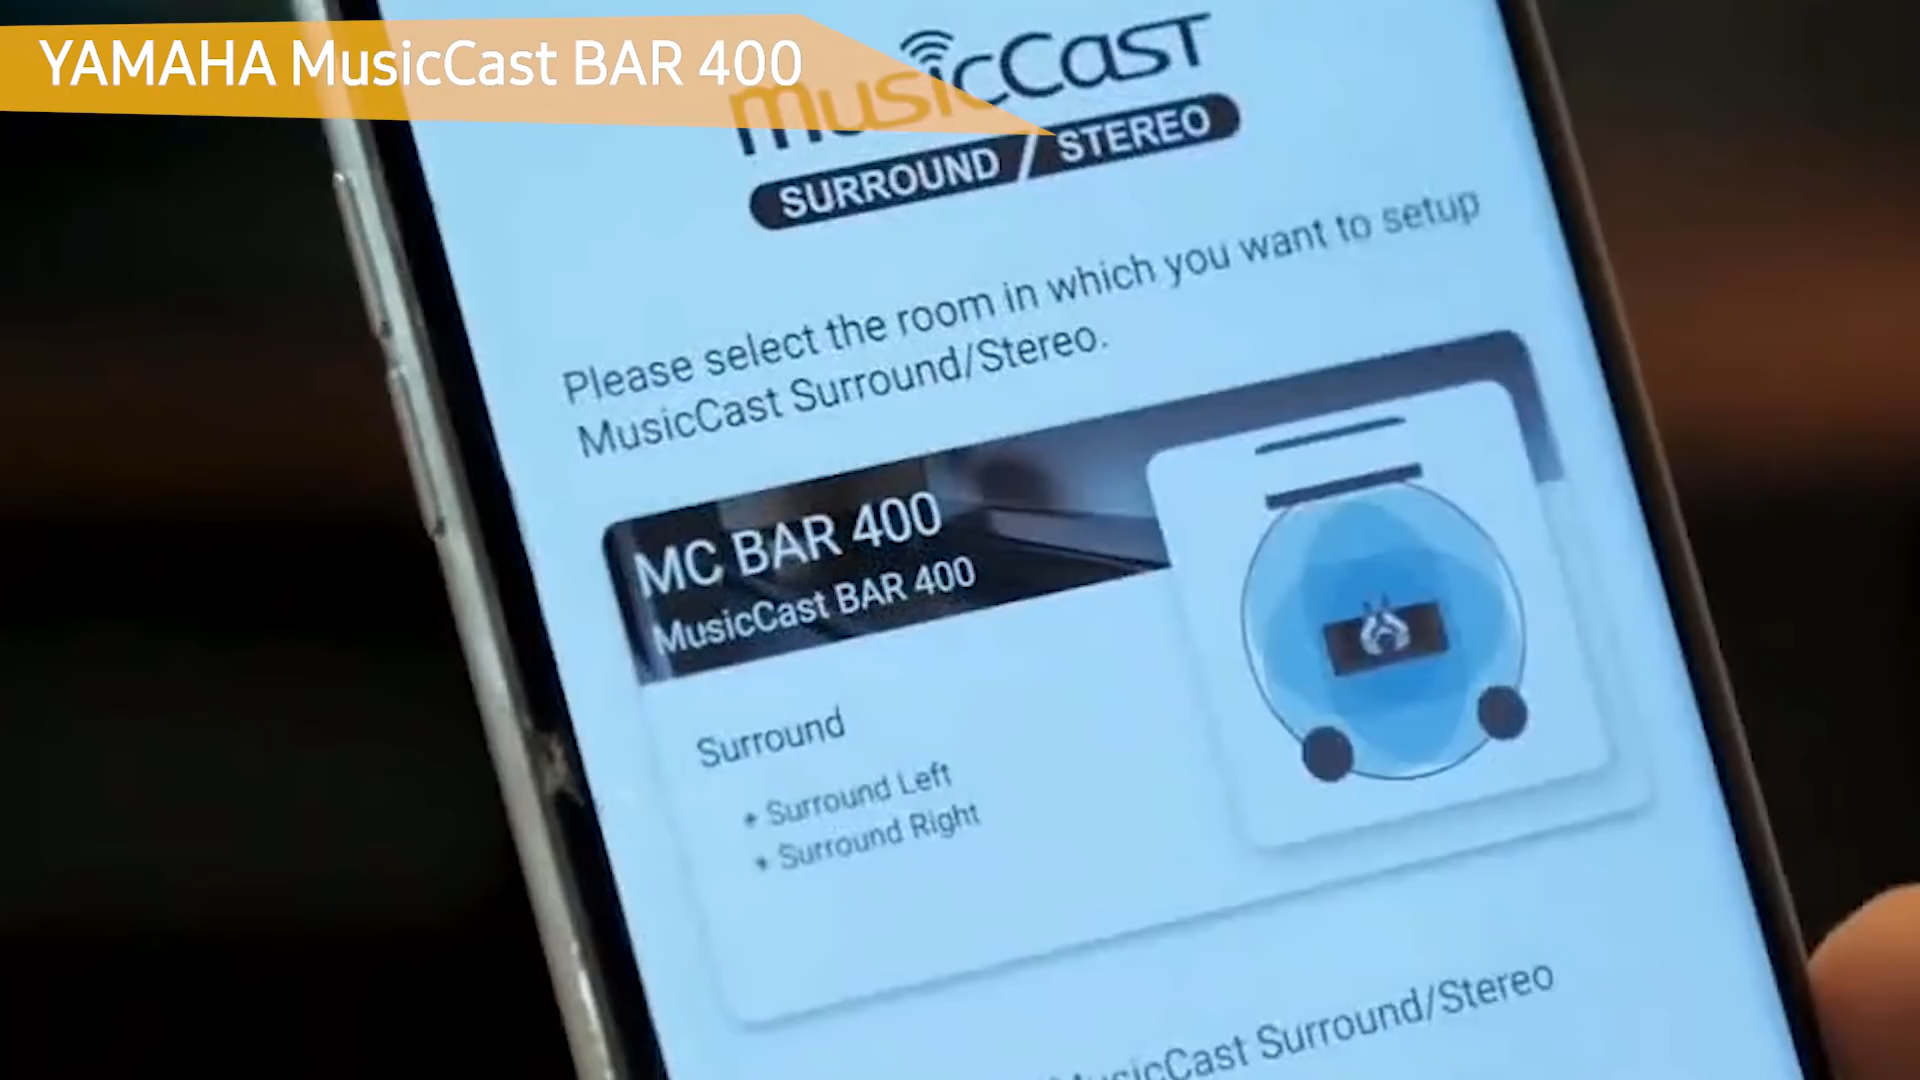 YAMAHA MusicCast BAR 400
MusicCast
SURROUND / STEREO
Please select the room in which you want to setup
MusicCast Surround/Stereo.
MC BAR 400
MusicCast BAR 400
Surround
• Surround Left
• Surround Right
MusicCast Surround/Stereo